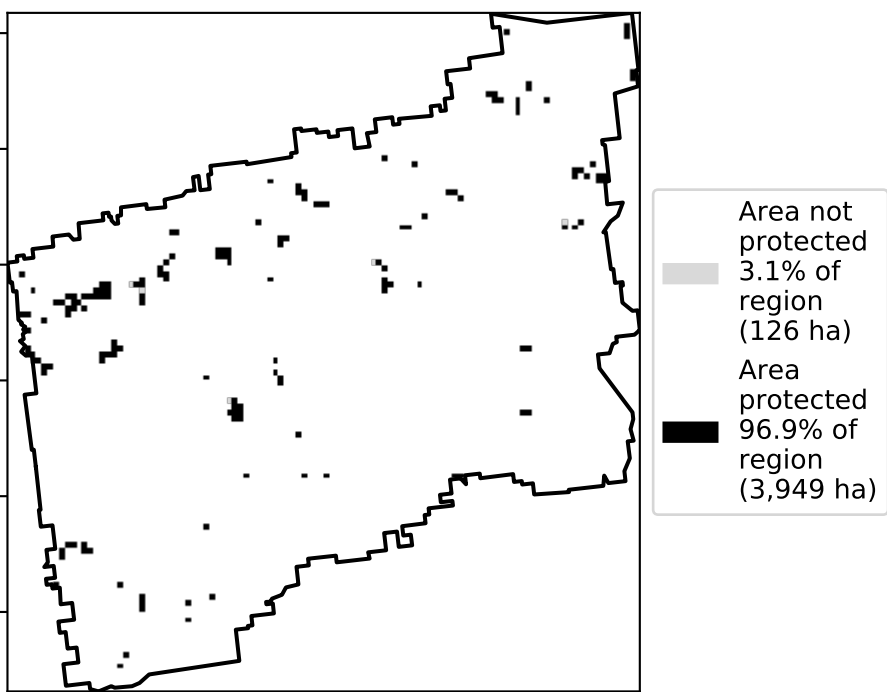 Area not
protected
3.1% of
region
(126 ha)
Area
protected
96.9% of
region
(3,949 ha)